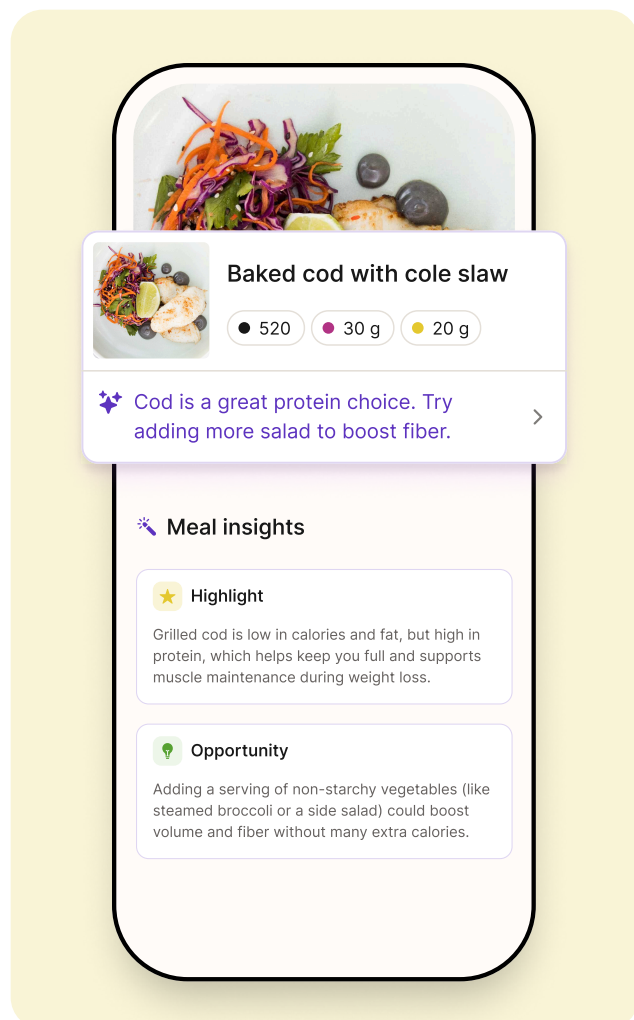 Baked cod with cole slaw
520 30 g 20 g
Cod is a great protein choice. Try
adding more salad to boost fiber.
Meal insights
Highlight
Grilled cod is low in calories and fat, but high in
protein, which helps keep you full and supports
muscle maintenance during weight loss.
Opportunity
Adding a serving of non-starchy vegetables (like
steamed broccoli or a side salad) could boost
volume and fiber without many extra calories.